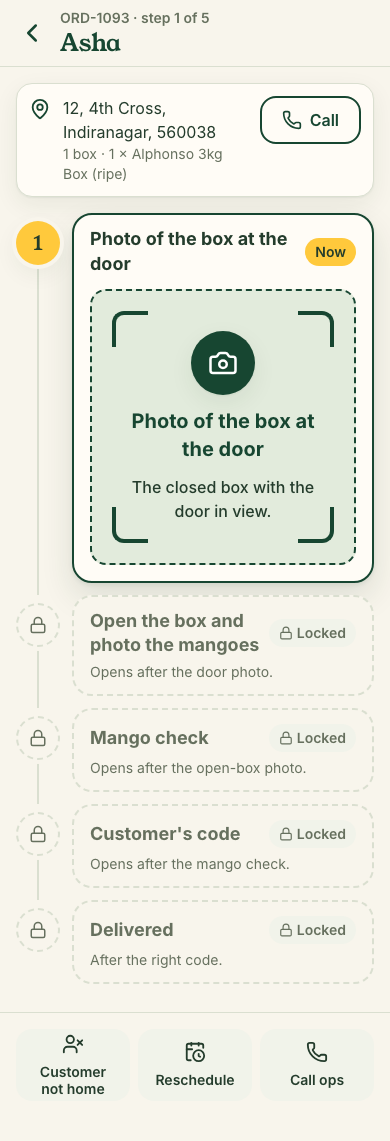 ORD-1093 · step 1 of 5
Asha
12, 4th Cross,
Indiranagar, 560038
1 box · 1 × Alphonso 3kg
Box (ripe)
Call
1
Photo of the box at the
door
Now
Photo of the box at
the door
The closed box with the
door in view.
Open the box and
photo the mangoes
Locked
Opens after the door photo.
Mango check
Locked
Opens after the open-box photo.
Customer's code
Locked
Opens after the mango check.
Delivered
Locked
After the right code.
Customer
not home
Reschedule
Call ops